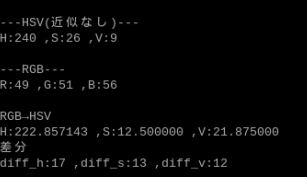 ---HSV(近似なし)---
H:240 ,S:26 ,V:9
---RGB---
R:49 ,G:51 ,B:56
RGB→HSV
H:222.857143 ,S:12.500000 ,V:21.875000
差分
diff_h:17 ,diff_s:13 ,diff_v:12